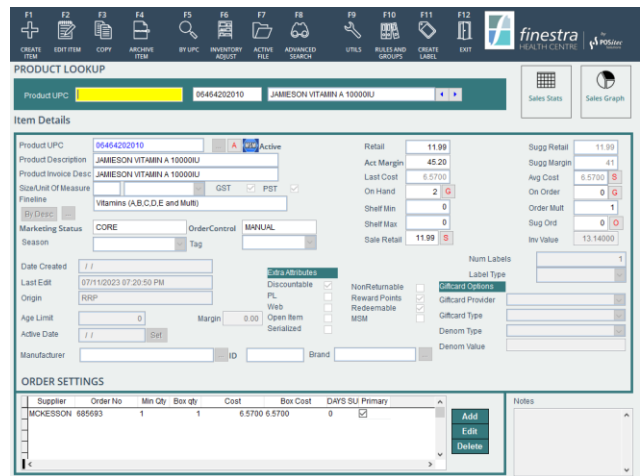 F1 F2 F3 F4 F5 F6 F7 F8 F9 F10 F11 F12
CREATE ITEM EDIT ITEM COPY ARCHIVE ITEM BY UPC INVENTORY ADJUST ACTIVE FILE ADVANCED SEARCH UTILS RULES AND GROUPS CREATE LABEL EXIT
finestra HEALTH CENTRE by POSitec
PRODUCT LOOKUP
Product UPC 06464202010 JAMIESON VITAMIN A 10000IU
Sales Stats Sales Graph
Item Details
Product UPC 06464202010 ... A Active Retail 11.99 Sugg Retail 11.99
Product Description JAMIESON VITAMIN A 10000IU Act Margin 45.20 Sugg Margin 41
Product Invoice Desc JAMIESON VITAMIN A 10000IU Last Cost 6.5700 Avg Cost 6.5700 S
Size/Unit Of Measure GST PST On Hand 2 G On Order 0 G
Fineline Vitamins (A,B,C,D,E and Multi) Shelf Min 0 Order Mult 1
By Desc ... Shelf Max 0 Sug Ord 0 O
Marketing Status CORE OrderControl MANUAL Sale Retail 11.99 S Inv Value 13.14000
Season Tag
Num Labels 1
Label Type
Date Created / /
Last Edit 07/11/2023 07:20:50 PM
Origin RRP
Age Limit 0 Margin 0.00
Active Date / / Set
Extra Attributes
Discountable NonReturnable
PL Reward Points
Web Redeemable
Open Item MSM
Serialized
Giftcard Options
Giftcard Provider
Giftcard Type
Denom Type
Denom Value
Manufacturer ... ID Brand ...
ORDER SETTINGS
Supplier Order No Min Qty Box qty Cost Box Cost DAYS SU Primary
MCKESSON 685693 1 1 6.5700 6.5700 0
Add
Edit
Delete
Notes